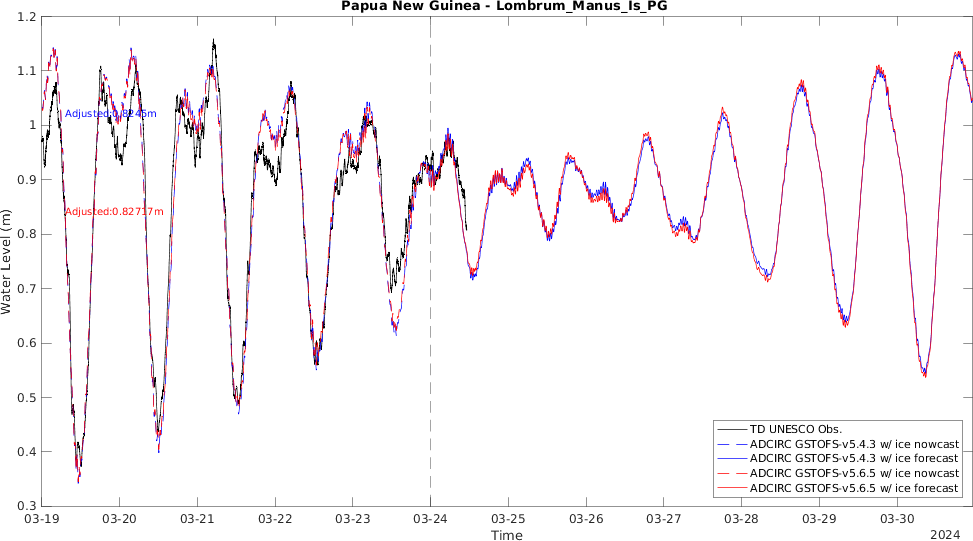 Papua New Guinea - Lombrum_Manus_Is_PG
1.2
1.1
1
0.9
0.8
0.7
0.6
0.5
0.4
0.3
Water Level (m)
Adjusted:0.8245m
Adjusted:0.82717m
TD UNESCO Obs.
ADCIRC GSTOFS-v5.4.3 w/ ice nowcast
ADCIRC GSTOFS-v5.4.3 w/ ice forecast
ADCIRC GSTOFS-v5.6.5 w/ ice nowcast
ADCIRC GSTOFS-v5.6.5 w/ ice forecast
03-19 03-20 03-21 03-22 03-23 03-24 03-25 03-26 03-27 03-28 03-29 03-30
Time
2024